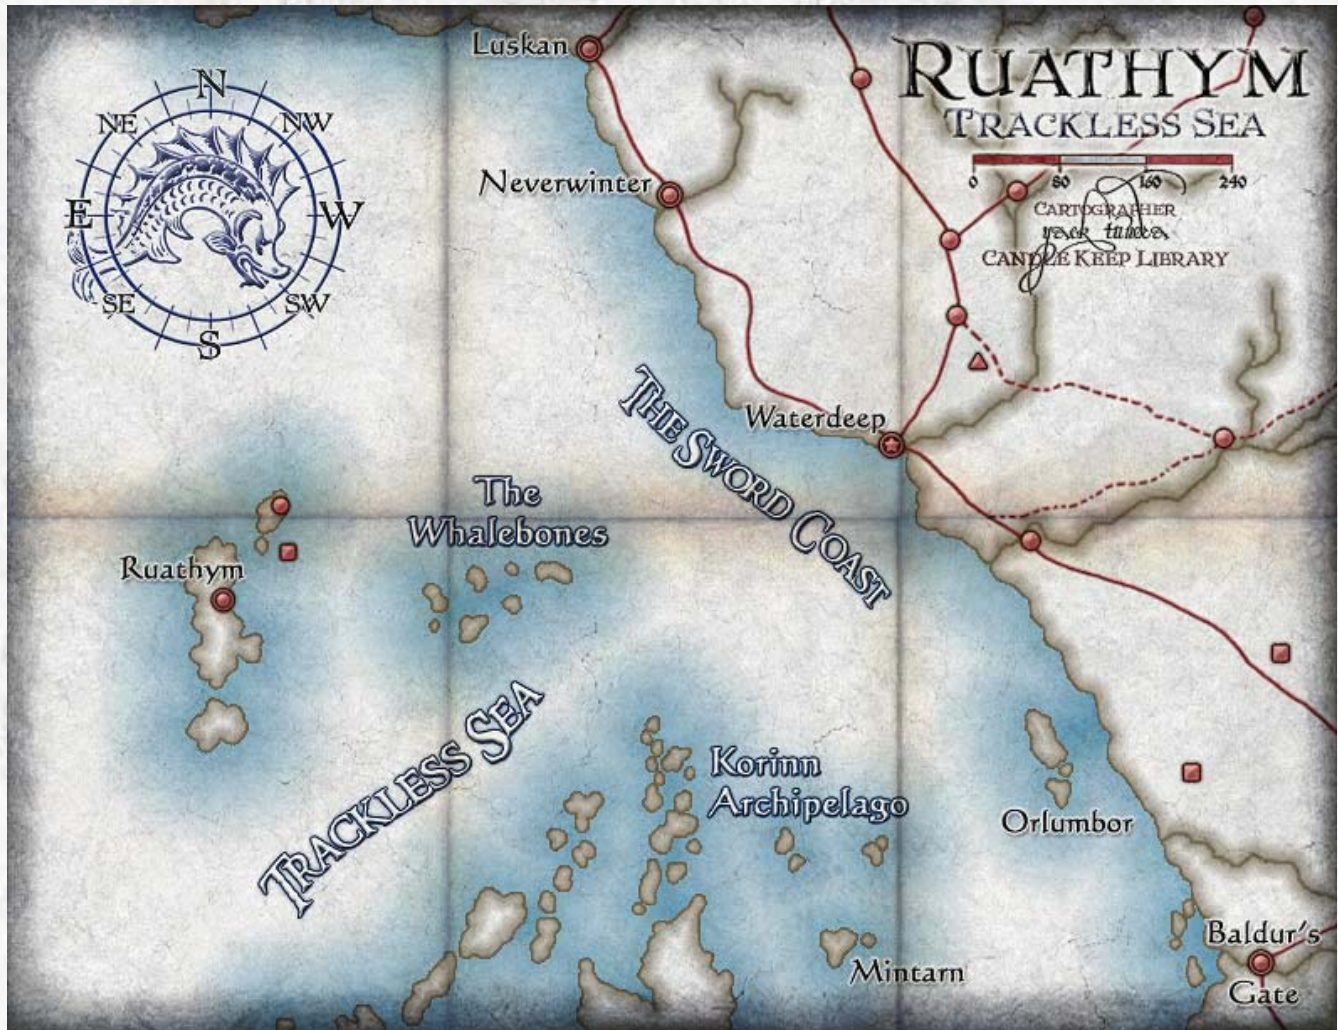 Luskan
RUATHYM
TRACKLESS SEA
0 80 160 240
CARTOGRAPHER
CANDLE KEEP LIBRARY
N
NE NW
E W
SE SW
S
Neverwinter
Waterdeep
THE SWORD COAST
The
Whalebones
Ruathym
TRACKLESS SEA
Korinn
Archipelago
Orlumbor
Mintarn
Baldur's
Gate